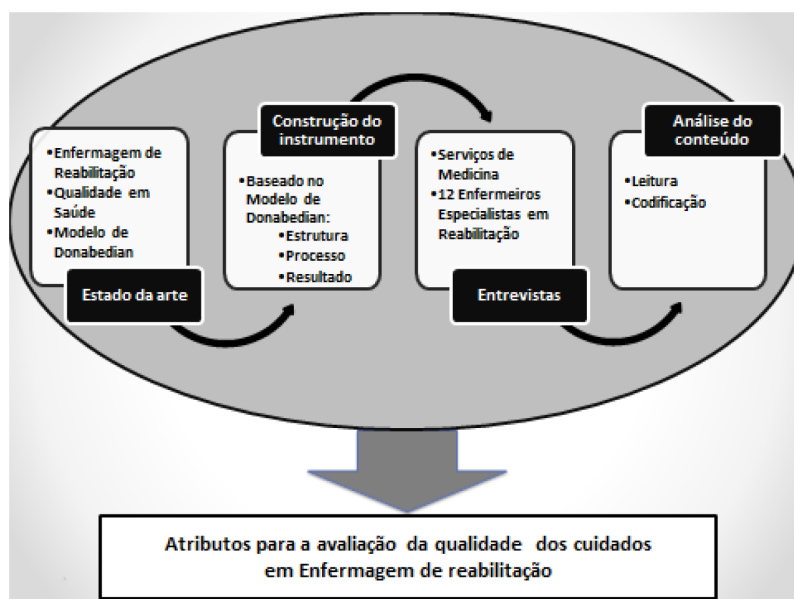 •Enfermagem de
Reabilitação
•Qualidade em
Saúde
•Modelo de
Donabedian
Estado da arte
Construção do
instrumento
•Baseado no
Modelo de
Donabedian:
•Estrutura
•Processo
•Resultado
•Serviços de
Medicina
•12 Enfermeiros
Especialistas em
Reabilitação
Entrevistas
Análise do
conteúdo
•Leitura
•Codificação
Atributos para a avaliação da qualidade dos cuidados
em Enfermagem de reabilitação